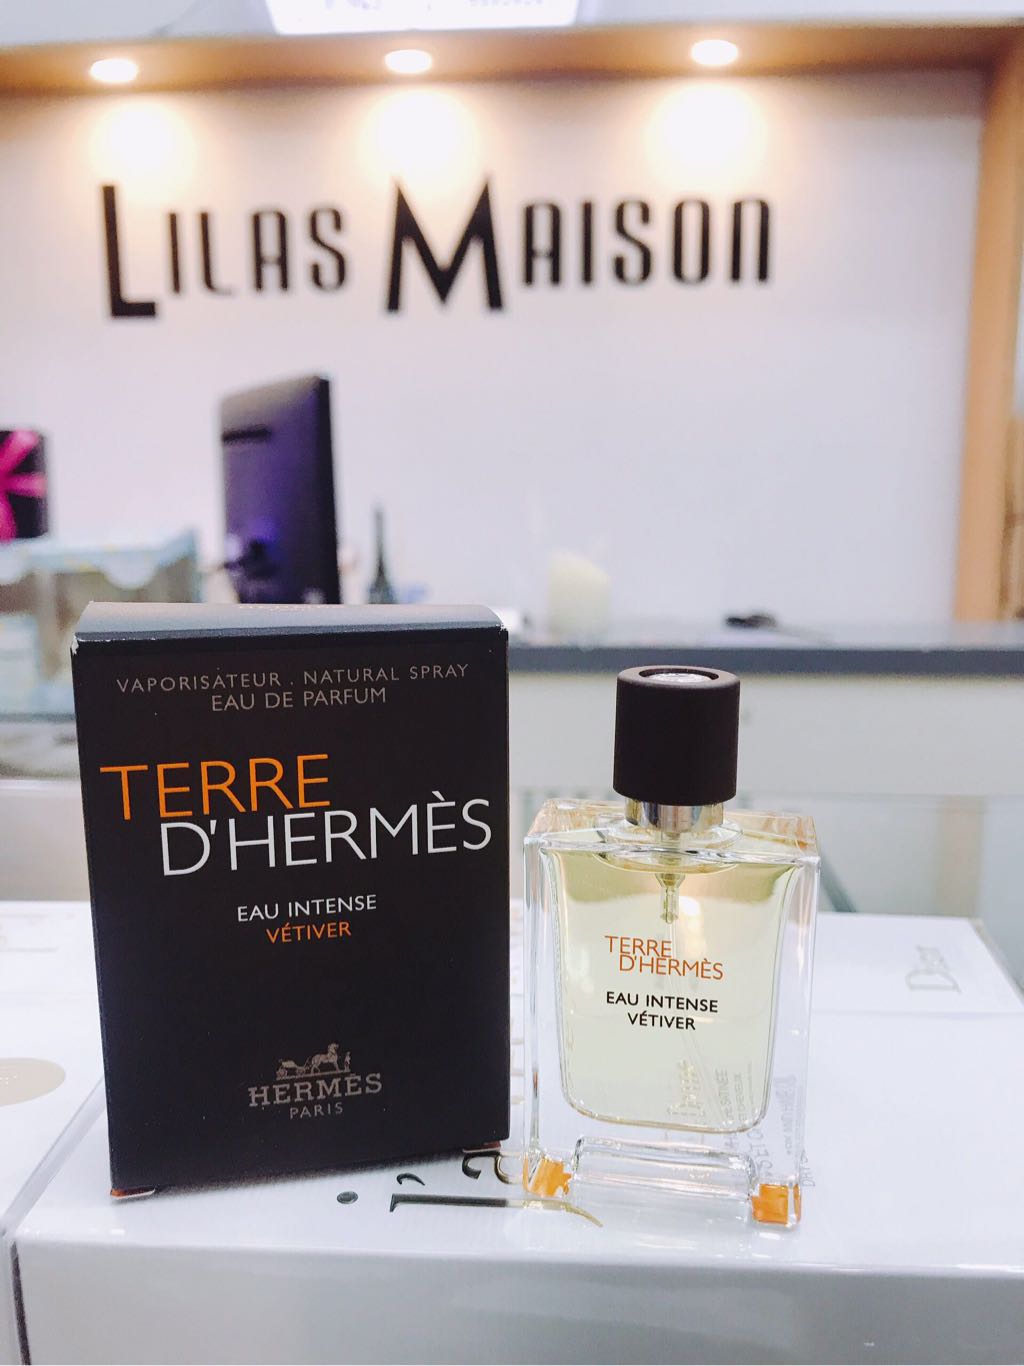 LILAS MAISON
VAPORISATEUR . NATURAL SPRAY
EAU DE PARFUM
TERRE
D'HERMÈS
EAU INTENSE
VÉTIVER
HERMÈS
PARIS
TERRE
D'HERMÈS
EAU INTENSE
VÉTIVER
Dior
j'a